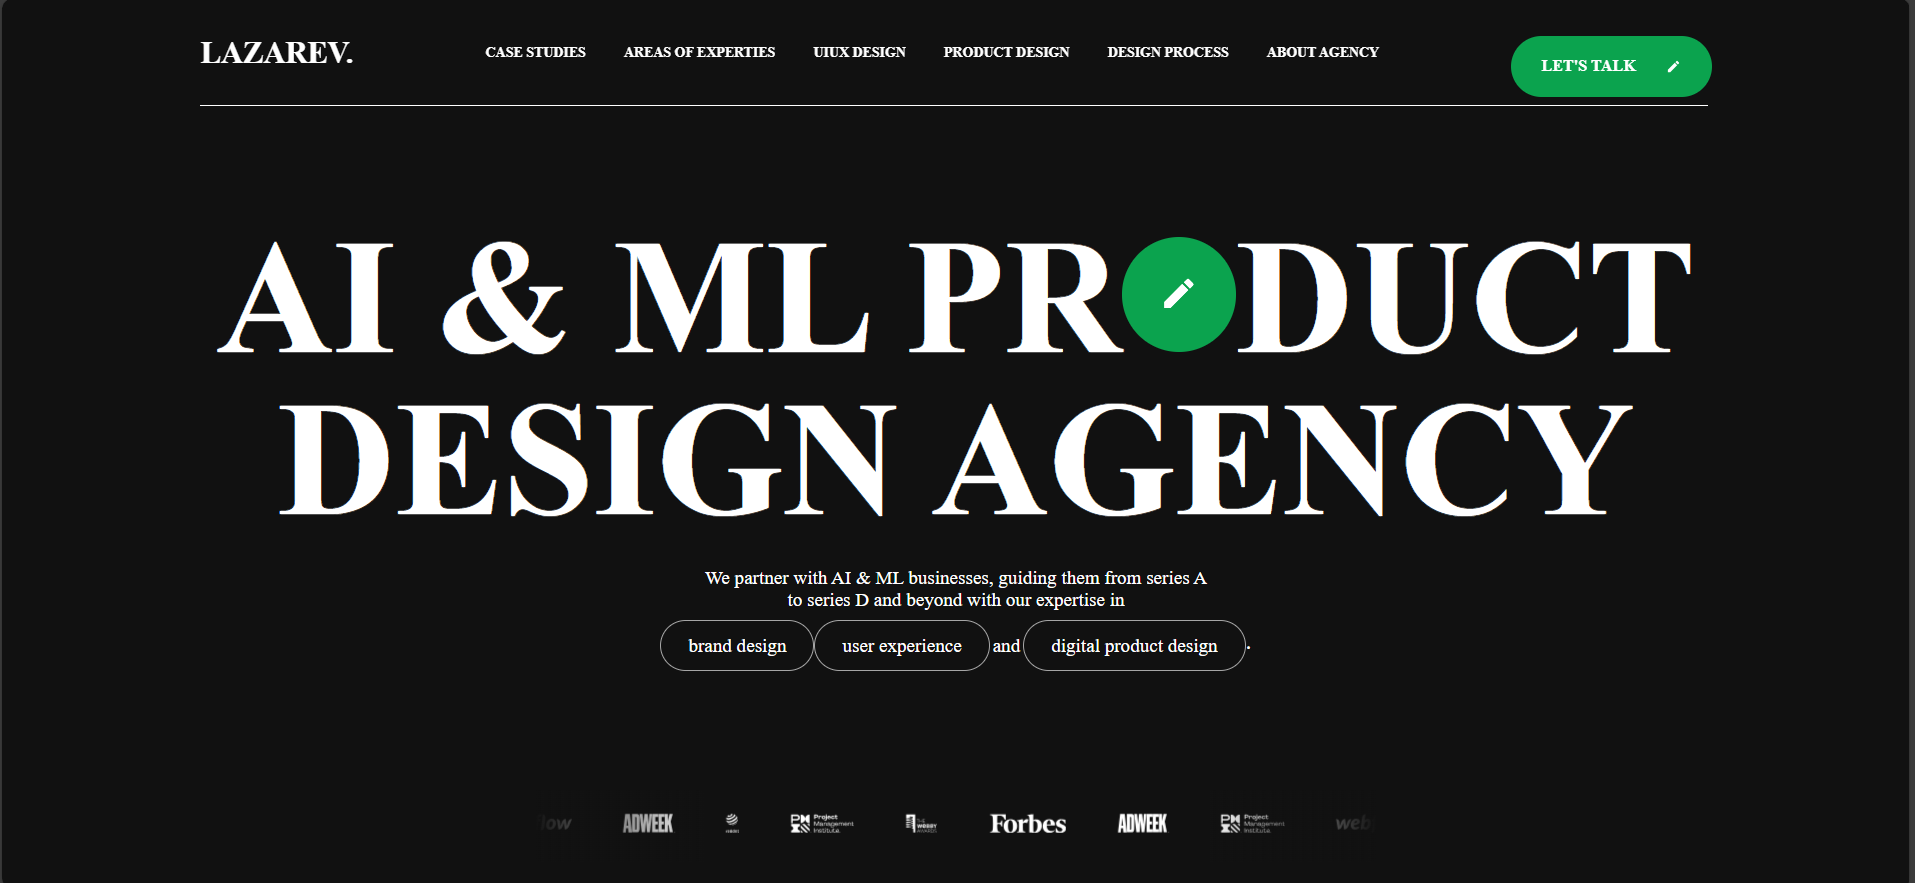 LAZAREV.
CASE STUDIES
AREAS OF EXPERTIES
UIUX DESIGN
PRODUCT DESIGN
DESIGN PROCESS
ABOUT AGENCY
LET'S TALK
AI & ML PR DUCT
DESIGN AGENCY
We partner with AI & ML businesses, guiding them from series A
to series D and beyond with our expertise in
brand design user experience and digital product design .
low
ADWEEK
Project
Management
Institute
THE
WEBBY
AWARDS
Forbes
ADWEEK
Project
Management
Institute
web